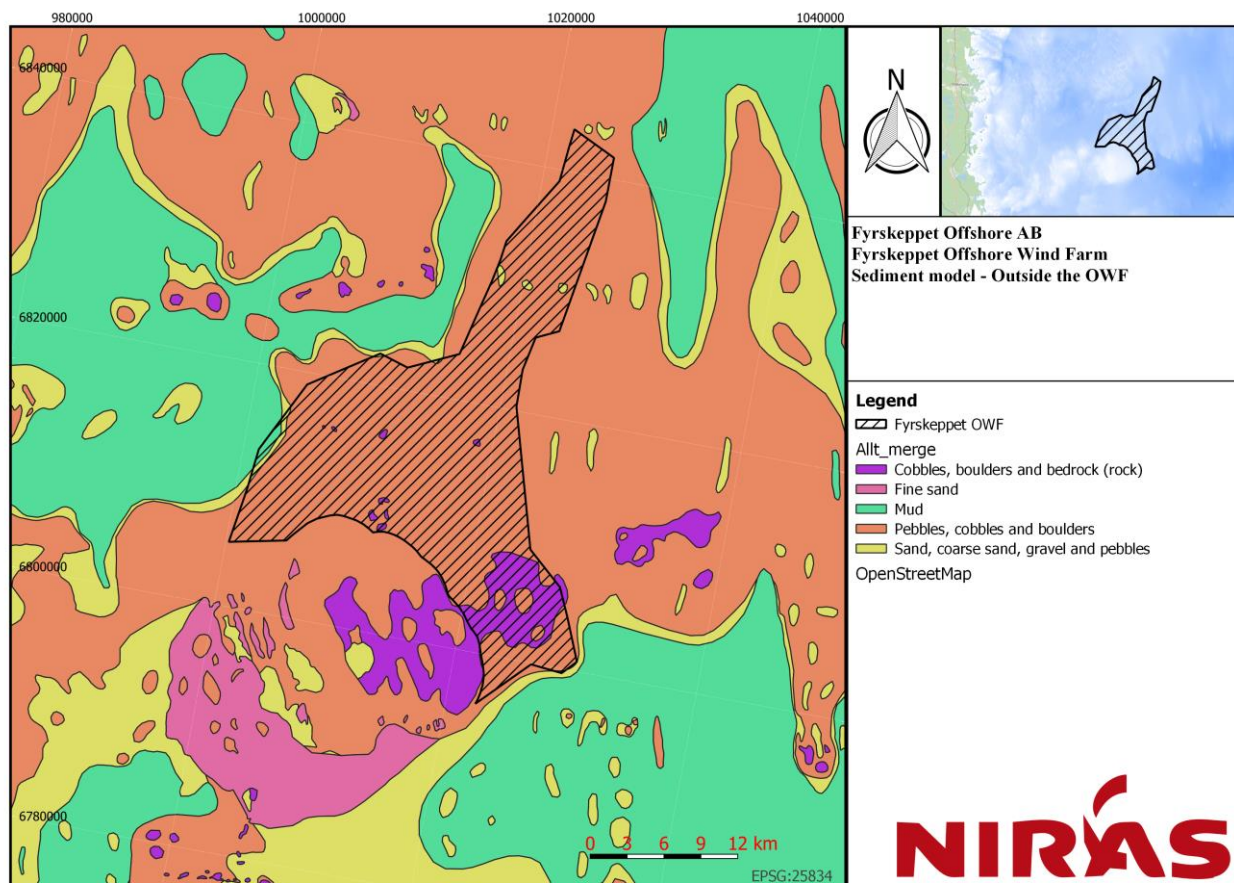 980000
1000000
1020000
1040000
6840000
6820000
6800000
6780000
0 3 6 9 12 km
EPSG:25834
N
Fyrskeppet Offshore AB
Fyrskeppet Offshore Wind Farm
Sediment model - Outside the OWF
Legend
Fyrskeppet OWF
Allt_merge
Cobbles, boulders and bedrock (rock)
Fine sand
Mud
Pebbles, cobbles and boulders
Sand, coarse sand, gravel and pebbles
OpenStreetMap
NIRAS